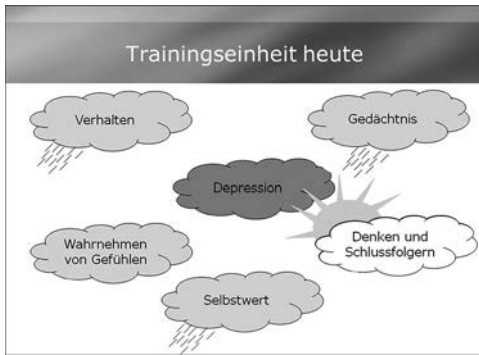 Trainingseinheit heute
Verhalten
Gedächtnis
Depression
Wahrnehmen
von Gefühlen
Denken und
Schlussfolgern
Selbstwert